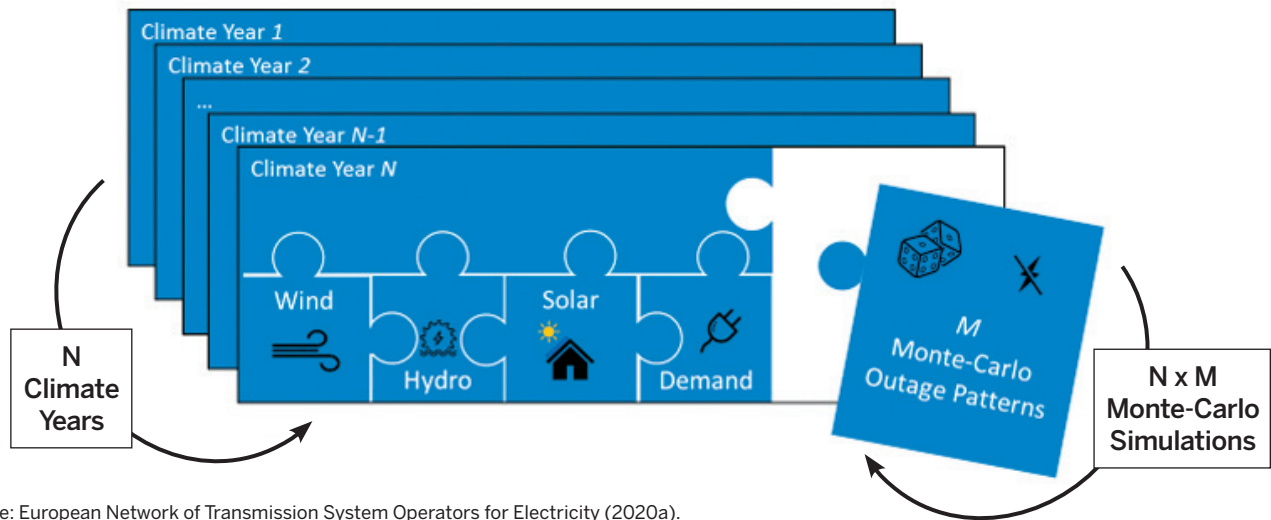 Climate Year 1
Climate Year 2
...
Climate Year N-1
Climate Year N
Wind
Hydro
Solar
Demand
M
Monte-Carlo
Outage Patterns
N
Climate
Years
N x M
Monte-Carlo
Simulations
e: European Network of Transmission System Operators for Electricity (2020a).